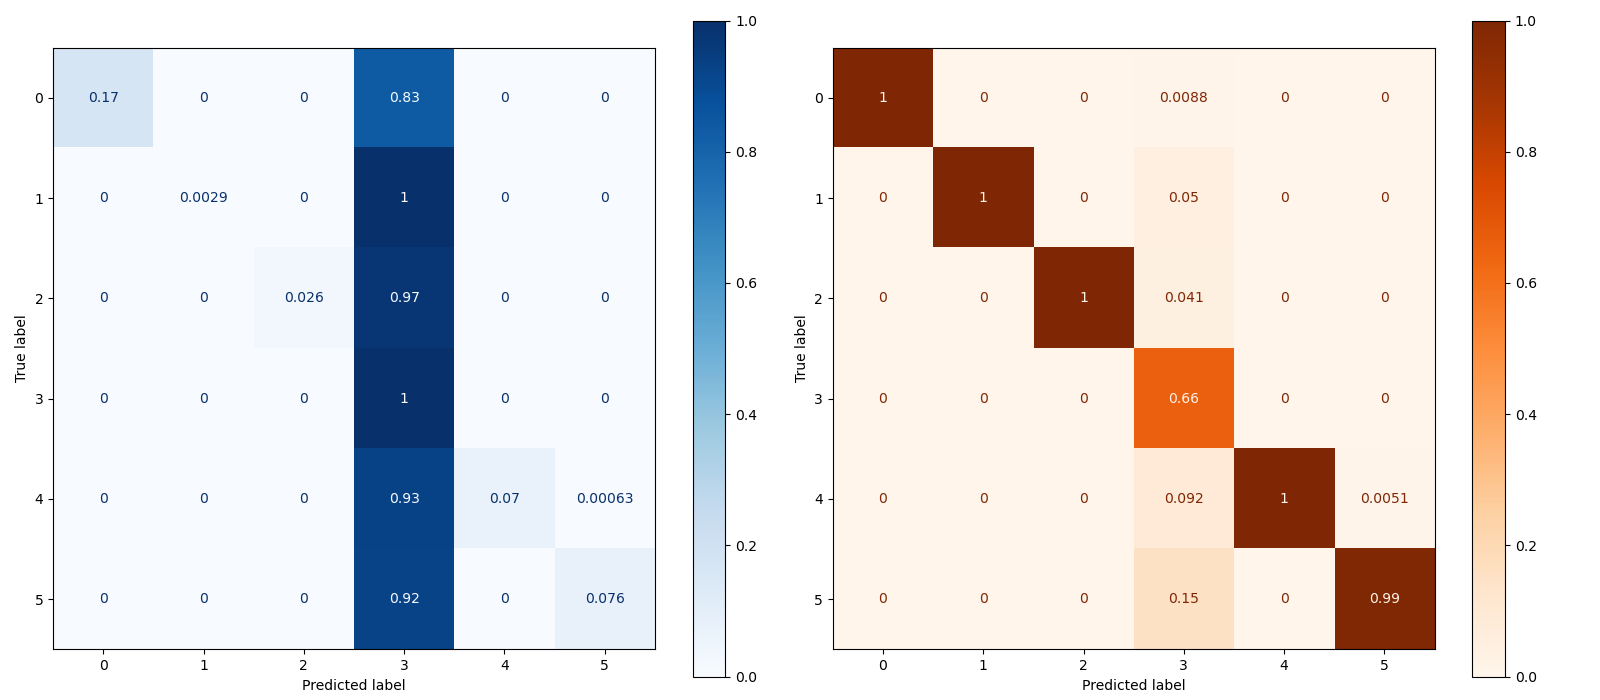 1.0
0.8
0.6
0.4
0.2
0.0
True label
0 0.17 0 0 0.83 0 0
1 0 0.0029 0 1 0 0
2 0 0 0.026 0.97 0 0
3 0 0 0 1 0 0
4 0 0 0 0.93 0.07 0.00063
5 0 0 0 0.92 0 0.076
0 1 2 3 4 5
Predicted label
1.0
0.8
0.6
0.4
0.2
0.0
True label
0 1 0 0 0.0088 0 0
1 0 1 0 0.05 0 0
2 0 0 1 0.041 0 0
3 0 0 0 0.66 0 0
4 0 0 0 0.092 1 0.0051
5 0 0 0 0.15 0 0.99
0 1 2 3 4 5
Predicted label